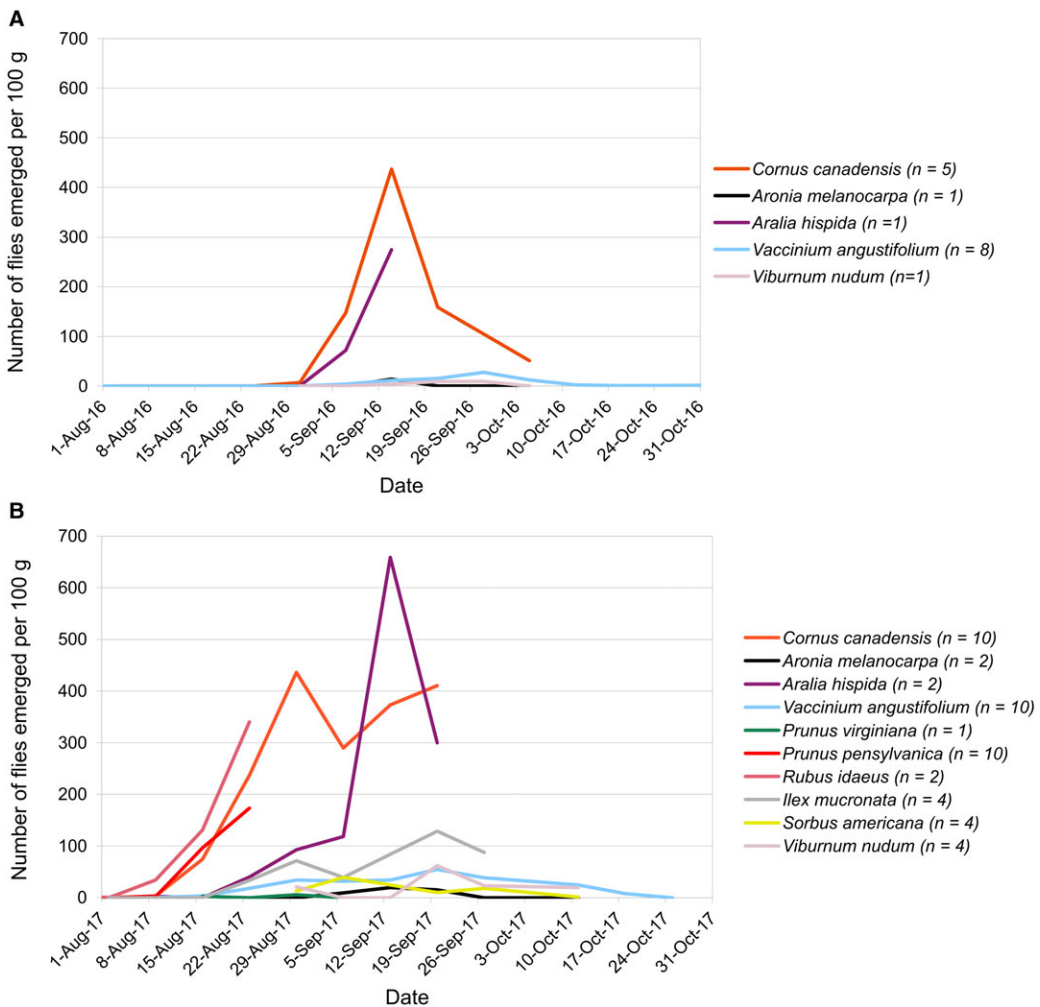 A
Number of flies emerged per 100 g
700
600
500
400
300
200
100
0
1-Aug-16
8-Aug-16
15-Aug-16
22-Aug-16
29-Aug-16
5-Sep-16
12-Sep-16
19-Sep-16
26-Sep-16
3-Oct-16
10-Oct-16
17-Oct-16
24-Oct-16
31-Oct-16
Date
Cornus canadensis (n = 5)
Aronia melanocarpa (n = 1)
Aralia hispida (n =1)
Vaccinium angustifolium (n = 8)
Viburnum nudum (n=1)
B
Number of flies emerged per 100 g
700
600
500
400
300
200
100
0
1-Aug-17
8-Aug-17
15-Aug-17
22-Aug-17
29-Aug-17
5-Sep-17
12-Sep-17
19-Sep-17
26-Sep-17
3-Oct-17
10-Oct-17
17-Oct-17
24-Oct-17
31-Oct-17
Date
Cornus canadensis (n = 10)
Aronia melanocarpa (n = 2)
Aralia hispida (n = 2)
Vaccinium angustifolium (n = 10)
Prunus virginiana (n = 1)
Prunus pensylvanica (n = 10)
Rubus idaeus (n = 2)
Ilex mucronata (n = 4)
Sorbus americana (n = 4)
Viburnum nudum (n = 4)